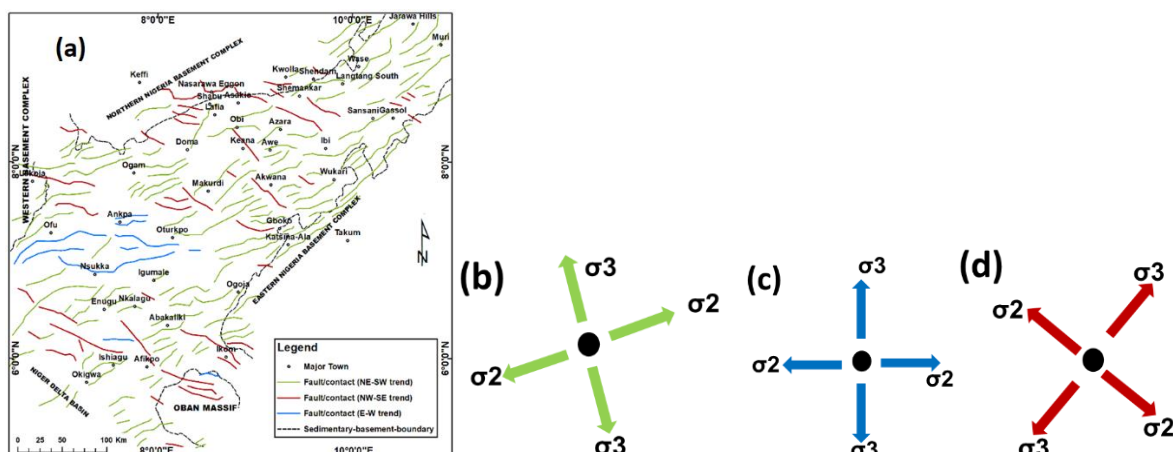 8°0'0"E
10°0'0"E
(a)
Jarawa Hills
Muri
NORTHERN NIGERIA BASEMENT COMPLEX
WESTERN BASEMENT COMPLEX
Keffi
Wase
Kwolla
Shendam
Langtang South
Nasarawa Eggon
Shemankar
Shabu
Assikio
Lafia
Sansani
Gassol
Obi
Azara
Doma
Keana
Awe
Ibi
8°0'0"N
Ogam
Lokoja
Makurdi
Akwana
Wukari
Ankpa
Ofu
Oturkpo
Gboko
Katsina-Ala
Takum
EASTERN NIGERIA BASEMENT COMPLEX
N
Nsukka
Igumale
Ogoja
Enugu
Nkalagu
Abakaliki
6°0'0"N
6°0'0"N
Ishiagu
Afikpo
Ikom
Okigwa
NIGER DELTA BASIN
OBAN MASSIF
Legend
Major Town
Fault/contact (NE-SW trend)
Fault/contact (NW-SE trend)
Fault/contact (E-W trend)
Sedimentary-basement-boundary
0 25 50 100 Km
8°0'0"E
10°0'0"E
(b)
σ3
σ2
σ2
σ3
(c)
σ3
σ2
σ2
σ3
(d)
σ3
σ2
σ3
σ2